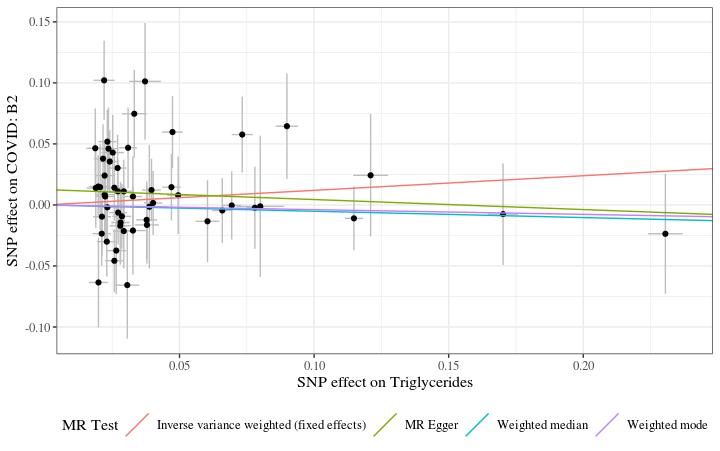 0.15
0.10
0.05
0.00
-0.05
-0.10
SNP effect on COVID: B2
0.05 0.10 0.15 0.20
SNP effect on Triglycerides
MR Test Inverse variance weighted (fixed effects) MR Egger Weighted median Weighted mode